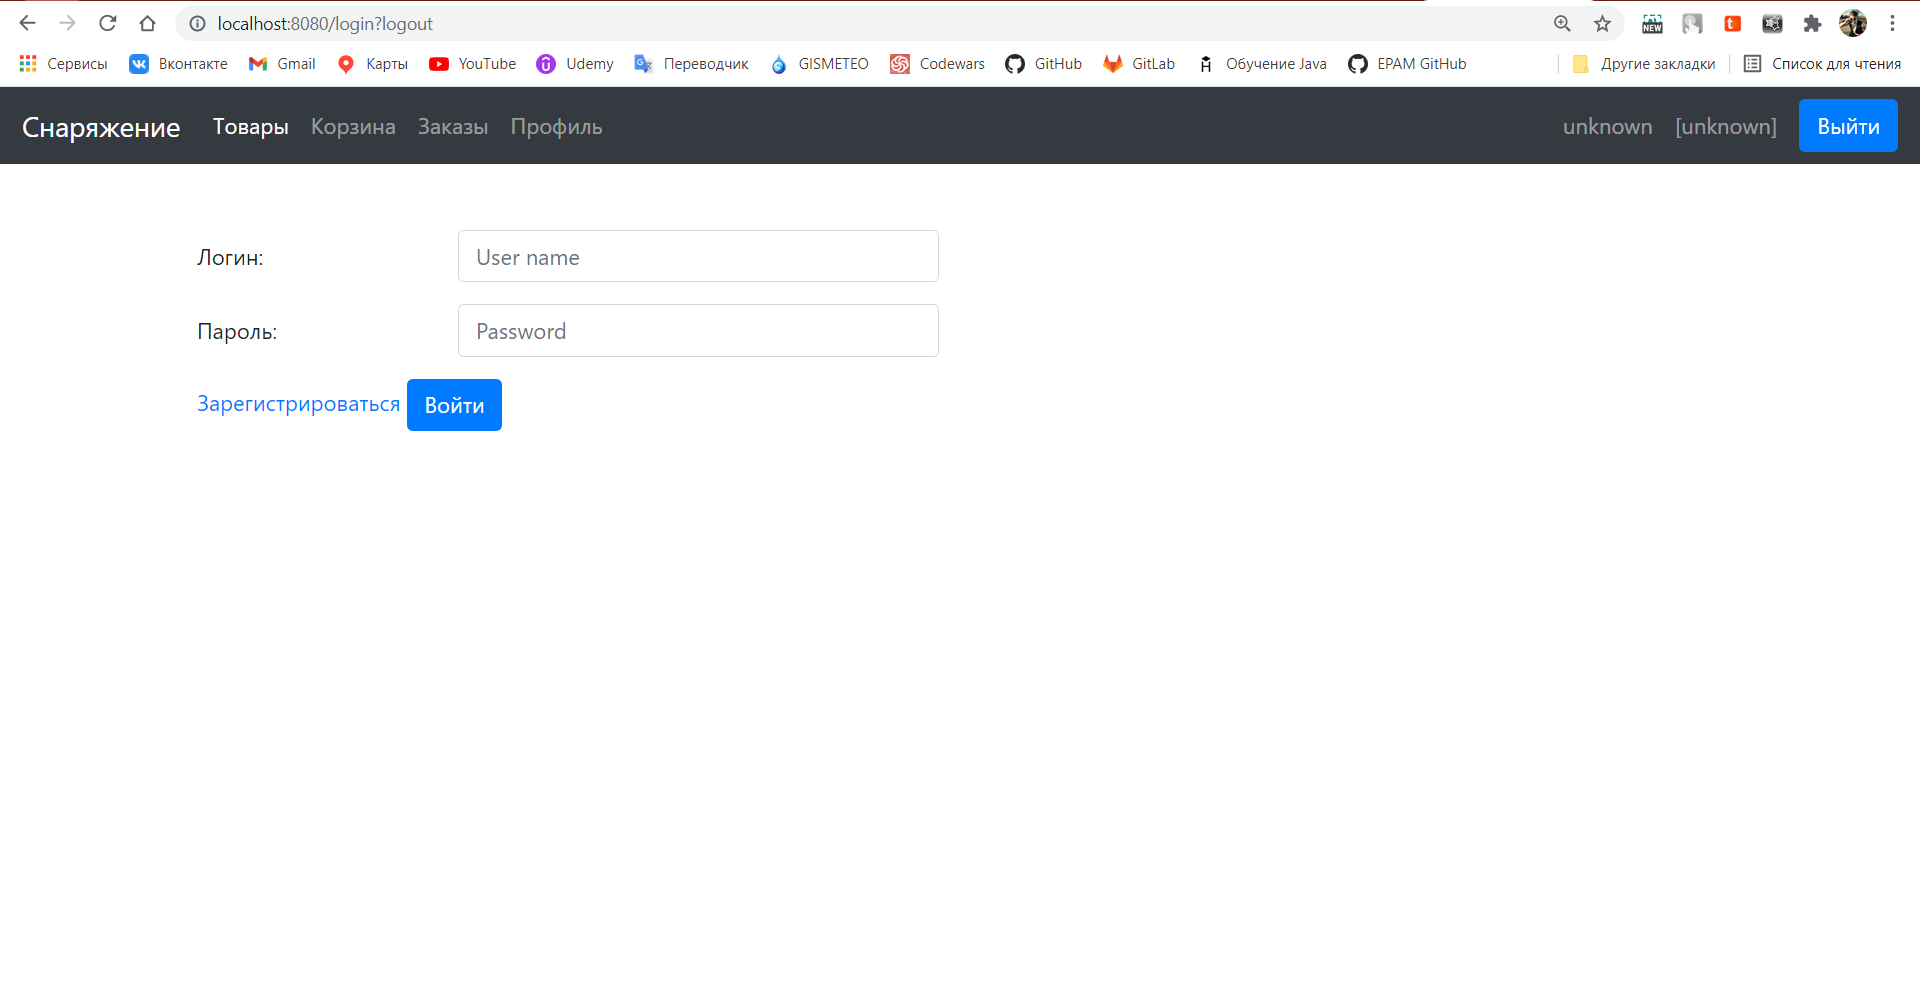 localhost:8080/login?logout
NEW
t
Сервисы Вконтакте Gmail Карты YouTube Udemy Переводчик GISMETEO Codewars GitHub GitLab Обучение Java EPAM GitHub Другие закладки Список для чтения
Снаряжение Товары Корзина Заказы Профиль unknown [unknown] Выйти
Логин: User name
Пароль: Password
Зарегистрироваться Войти